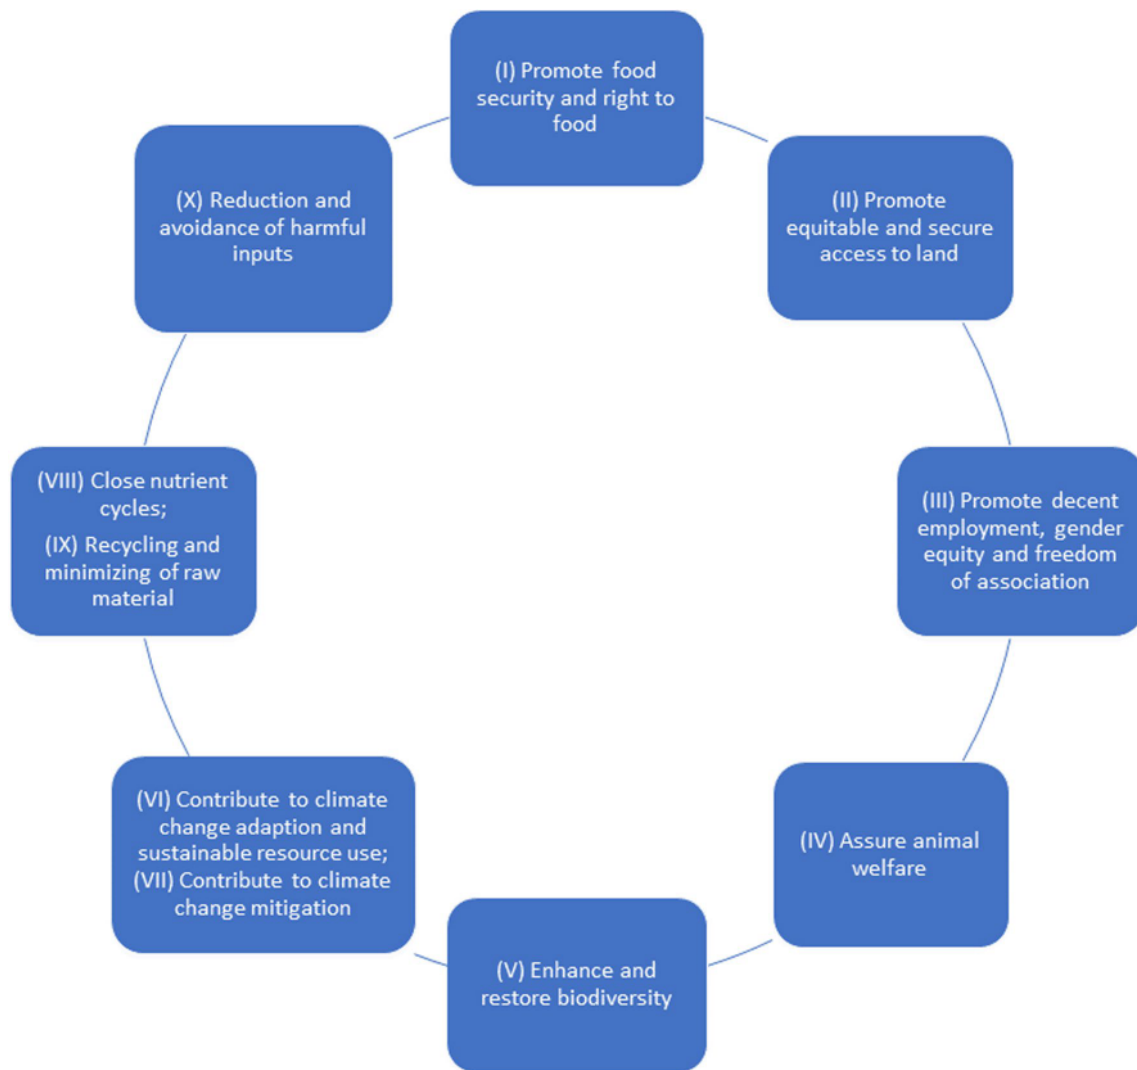 (I) Promote food
security and right to
food
(II) Promote
equitable and secure
access to land
(III) Promote decent
employment, gender
equity and freedom
of association
(IV) Assure animal
welfare
(V) Enhance and
restore biodiversity
(VI) Contribute to climate
change adaption and
sustainable resource use;
(VII) Contribute to climate
change mitigation
(VIII) Close nutrient
cycles;
(IX) Recycling and
minimizing of raw
material
(X) Reduction and
avoidance of harmful
inputs